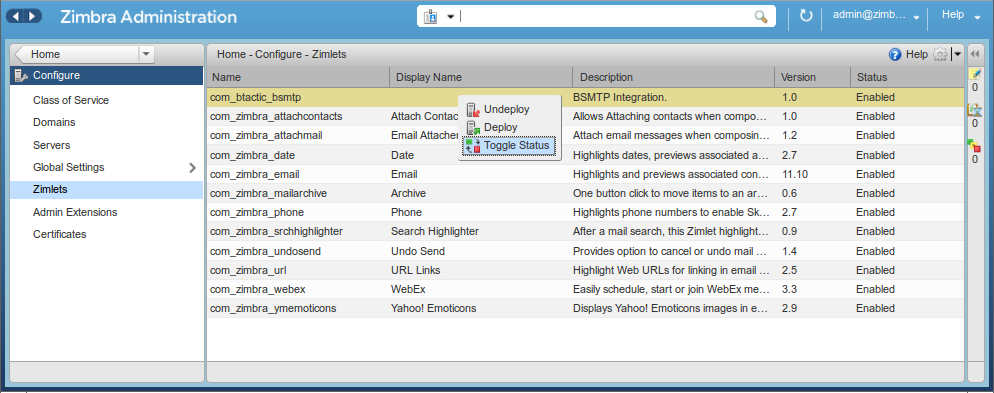 Zimbra Administration
admin@zimb...
Help
Home
Home - Configure - Zimlets
Help
Configure
Class of Service
Domains
Servers
Global Settings
Zimlets
Admin Extensions
Certificates
Name Display Name Description Version Status
com_btactic_bsmtp BSMTP Integration. 1.0 Enabled
com_zimbra_attachcontacts Attach Contac Allows Attaching contacts when compo... 1.0 Enabled
com_zimbra_attachmail Email Attacher Attach email messages when composin... 1.2 Enabled
com_zimbra_date Date Highlights dates, previews associated a... 2.7 Enabled
com_zimbra_email Email Highlights and previews associated con... 11.10 Enabled
com_zimbra_mailarchive Archive One button click to move items to an ar... 0.6 Enabled
com_zimbra_phone Phone Highlights phone numbers to enable Sk... 2.7 Enabled
com_zimbra_srchhighlighter Search Highlighter After a mail search, this Zimlet highlight... 0.9 Enabled
com_zimbra_undosend Undo Send Provides option to cancel or undo mail ... 1.4 Enabled
com_zimbra_url URL Links Highlight Web URLs for linking in email ... 2.5 Enabled
com_zimbra_webex WebEx Easily schedule, start or join WebEx me... 3.3 Enabled
com_zimbra_ymemoticons Yahoo! Emoticons Displays Yahoo! Emoticons images in e... 2.9 Enabled
Undeploy
Deploy
Toggle Status
0
0
0